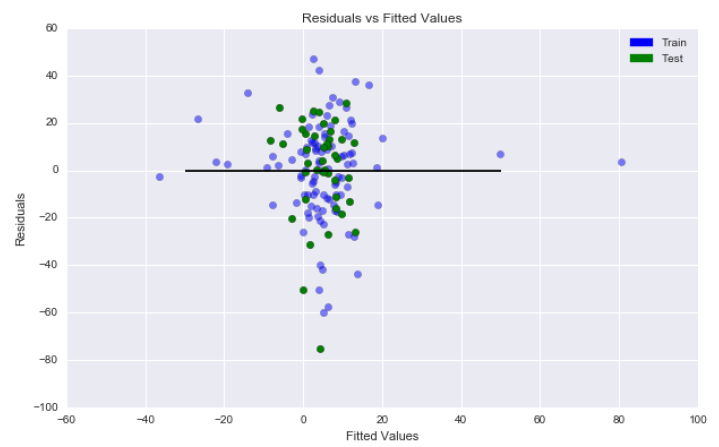 Residuals vs Fitted Values
Train
Test
60
40
20
0
−20
−40
−60
−80
−100
Residuals
−60 −40 −20 0 20 40 60 80 100
Fitted Values